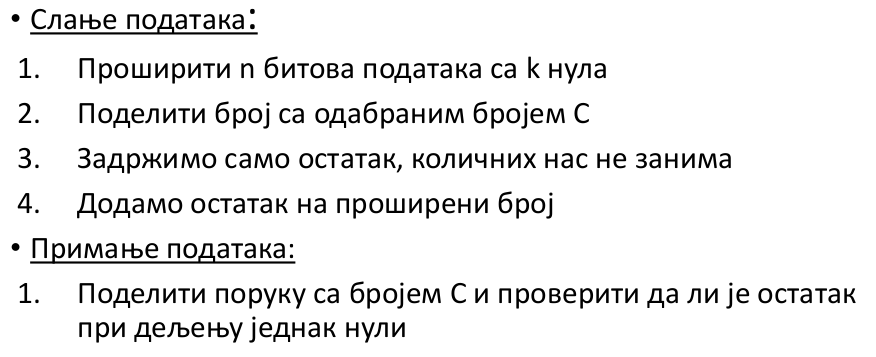 • Слање података:
1. Проширити n битова података са k нула
2. Поделити број са одабраним бројем C
3. Задржимо само остатак, количних нас не занима
4. Додамо остатак на проширени број
• Примање података:
1. Поделити поруку са бројем C и проверити да ли је остатак
при дељењу једнак нули